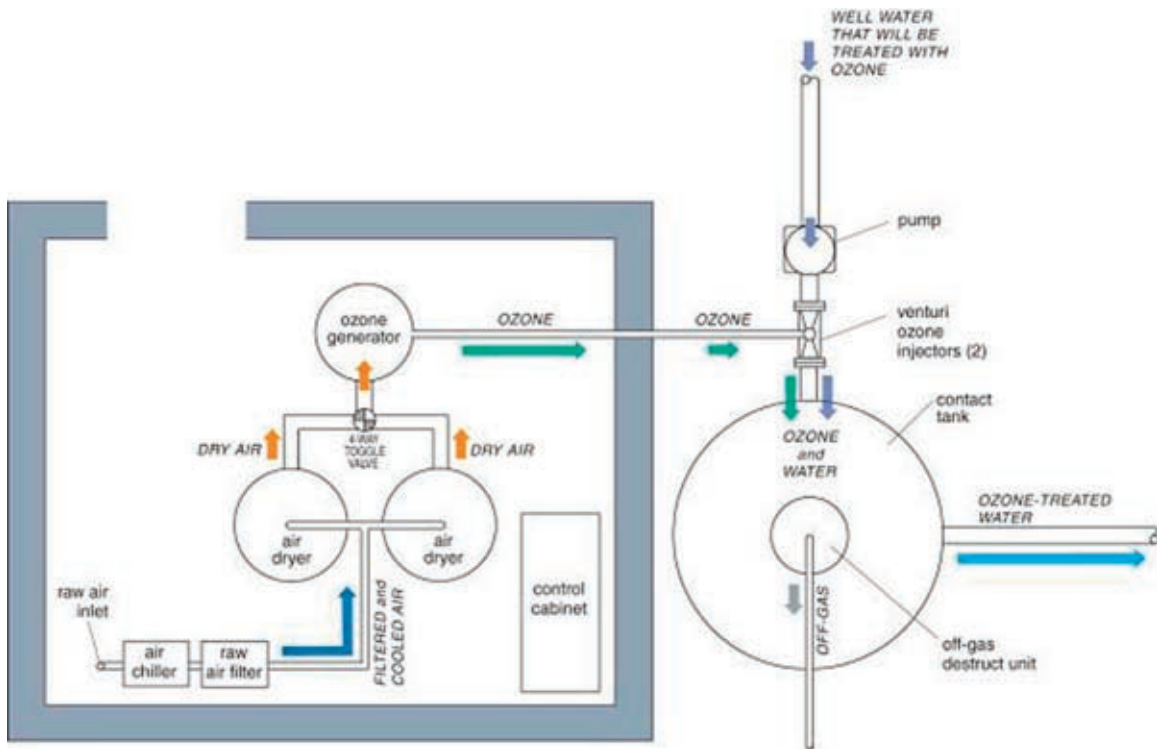 WELL WATER
THAT WILL BE
TREATED WITH
OZONE
pump
venturi
ozone
injectors (2)
contact
tank
ozone
generator
OZONE
OZONE
DRY AIR
4-WAY
TOGGLE
VALVE
DRY AIR
OZONE
and
WATER
OZONE-TREATED
WATER
air
dryer
air
dryer
control
cabinet
raw air
inlet
air
chiller
raw
air filter
FILTERED and
COOLED AIR
OFF-GAS
off-gas
destruct unit